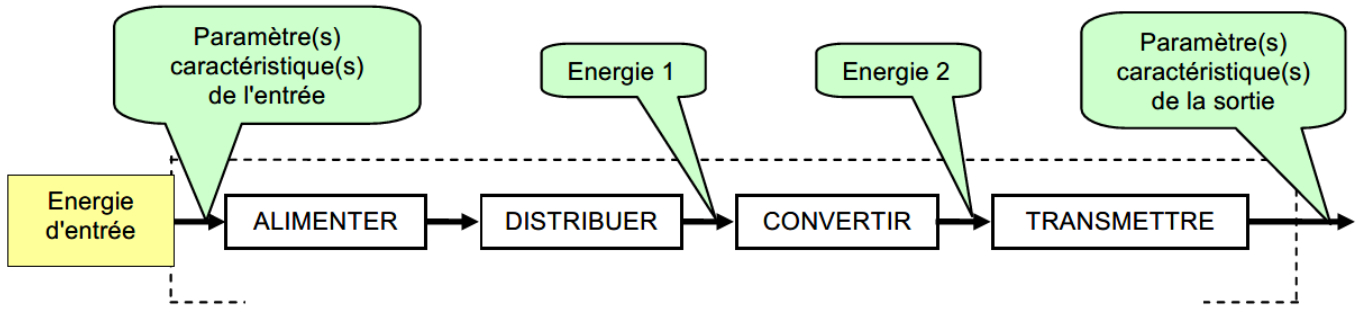 Paramètre(s)
caractéristique(s)
de l'entrée
Energie 1
Energie 2
Paramètre(s)
caractéristique(s)
de la sortie
Energie
d'entrée
ALIMENTER
DISTRIBUER
CONVERTIR
TRANSMETTRE